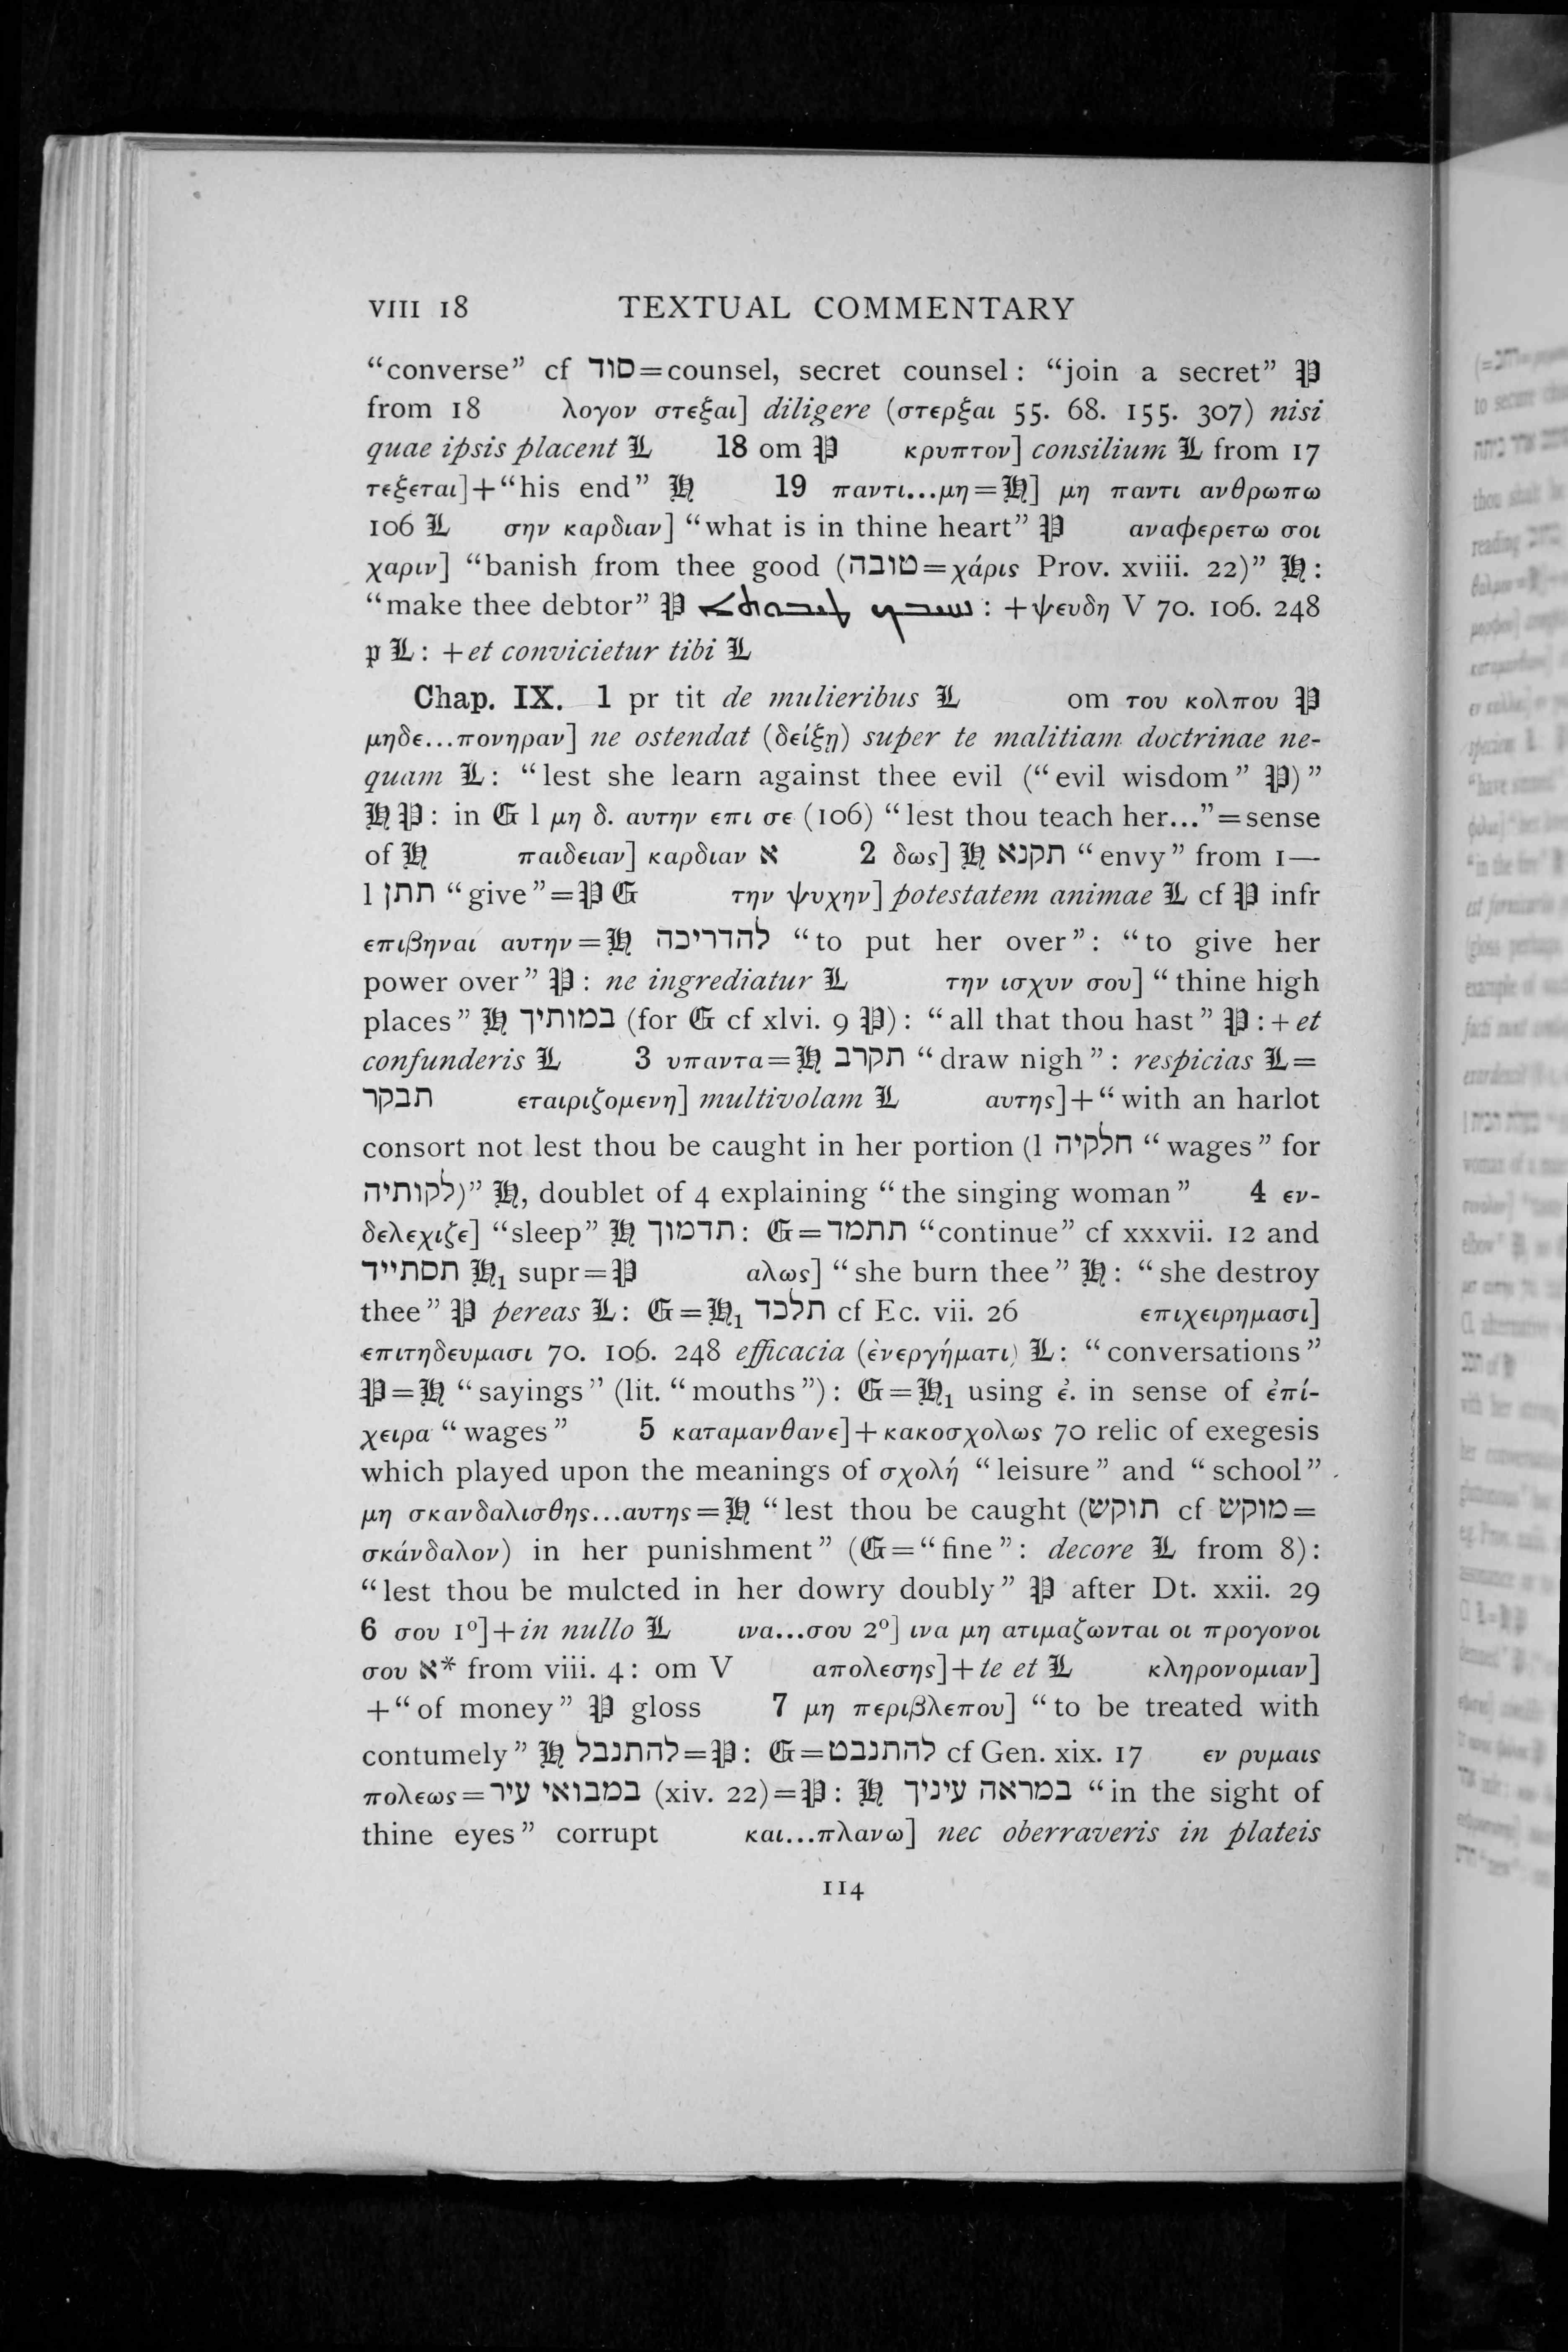 VIII 18 TEXTUAL COMMENTARY
“converse” cf סוד=counsel, secret counsel: “join a secret” 𝔓
from 18 λογον στεξαι] diligere (στερξαι 55. 68. 155. 307) nisi
quae ipsis placent 𝕷 18 om 𝔓 κρυπτον] consilium 𝕷 from 17
τεξεται]+“his end” 𝕳 19 παντι...μη=𝕳] μη παντι ανθρωπω
106 𝕷 σην καρδιαν] “what is in thine heart” 𝔓 αναφερετω σοι
χαριν] “banish from thee good (טובה=χάρις Prov. xviii. 22)” 𝕳:
“make thee debtor” 𝔓 : +ψευδη V 70. 106. 248
𝔭 𝕷: +et convicietur tibi 𝕷
Chap. IX. 1 pr tit de mulieribus 𝕷 om του κολπου 𝔓
μηδε...πονηραν] ne ostendat (δείξῃ) super te malitiam doctrinae ne-
quam 𝕷: “lest she learn against thee evil (“evil wisdom” 𝔓)”
𝕳𝔓: in 𝕲 l μη δ. αυτην επι σε (106) “lest thou teach her...”=sense
of 𝕳 παιδειαν] καρδιαν א 2 δως] 𝕳 תקנא “envy” from 1—
l תתן “give”=𝔓𝕲 την ψυχην] potestatem animae 𝕷 cf 𝔓 infr
επιβηναι αυτην=𝕳 להדריכה “to put her over”: “to give her
power over” 𝔓: ne ingrediatur 𝕷 την ισχυν σου] “thine high
places” 𝕳 במותיך (for 𝕲 cf xlvi. 9 𝔓): “all that thou hast” 𝔓:+et
confunderis 𝕷 3 υπαντα=𝕳 תקרב “draw nigh”: respicias 𝕷=
תבקר εταιριζομενη] multivolam 𝕷 αυτης]+“with an harlot
consort not lest thou be caught in her portion (l חלקיה “wages” for
לקותיה)” 𝕳, doublet of 4 explaining “the singing woman” 4 εν-
δελεχιζε] “sleep” 𝕳 תדמוך: 𝕲=תתמד “continue” cf xxxvii. 12 and
תסתייד 𝕳₁ supr=𝔓 αλως] “she burn thee” 𝕳: “she destroy
thee” 𝔓 pereas 𝕷: 𝕲=𝕳₁ תלכד cf Ec. vii. 26 επιχειρημασι]
επιτηδευμασι 70. 106. 248 efficacia (ἐνεργήματι) 𝕷: “conversations”
𝔓=𝕳 “sayings” (lit. “mouths”): 𝕲=𝕳₁ using ἐ. in sense of ἐπί-
χειρα “wages” 5 καταμανθανε]+κακοσχολως 70 relic of exegesis
which played upon the meanings of σχολή “leisure” and “school”
μη σκανδαλισθης...αυτης=𝕳 “lest thou be caught (תוקש cf מוקש=
σκάνδαλον) in her punishment” (𝕲=“fine”: decore 𝕷 from 8):
“lest thou be mulcted in her dowry doubly” 𝔓 after Dt. xxii. 29
6 σου 1º]+in nullo 𝕷 ινα...σου 2º] ινα μη ατιμαζωνται οι προγονοι
σου א* from viii. 4: om V απολεσης]+te et 𝕷 κληρονομιαν]
+“of money” 𝔓 gloss 7 μη περιβλεπου] “to be treated with
contumely” 𝕳 להתנבל=𝔓: 𝕲=להתנבט cf Gen. xix. 17 εν ρυμαις
πολεως=במבואי עיר (xiv. 22)=𝔓: 𝕳 במראה עיניך “in the sight of
thine eyes” corrupt και...πλανω] nec oberraveris in plateis
114